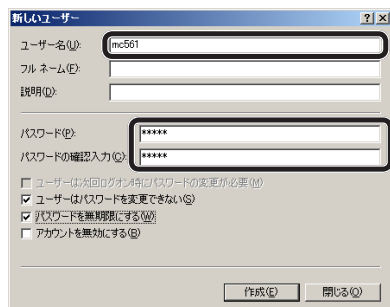 新しいユーザー
ユーザー名(U): mc561
フル ネーム(F):
説明(D):
パスワード(P): *****
パスワードの確認入力(C): *****
ユーザーは次回ログオン時にパスワードの変更が必要(M)
ユーザーはパスワードを変更できない(S)
パスワードを無期限にする(W)
アカウントを無効にする(B)
作成(E) 閉じる(O)